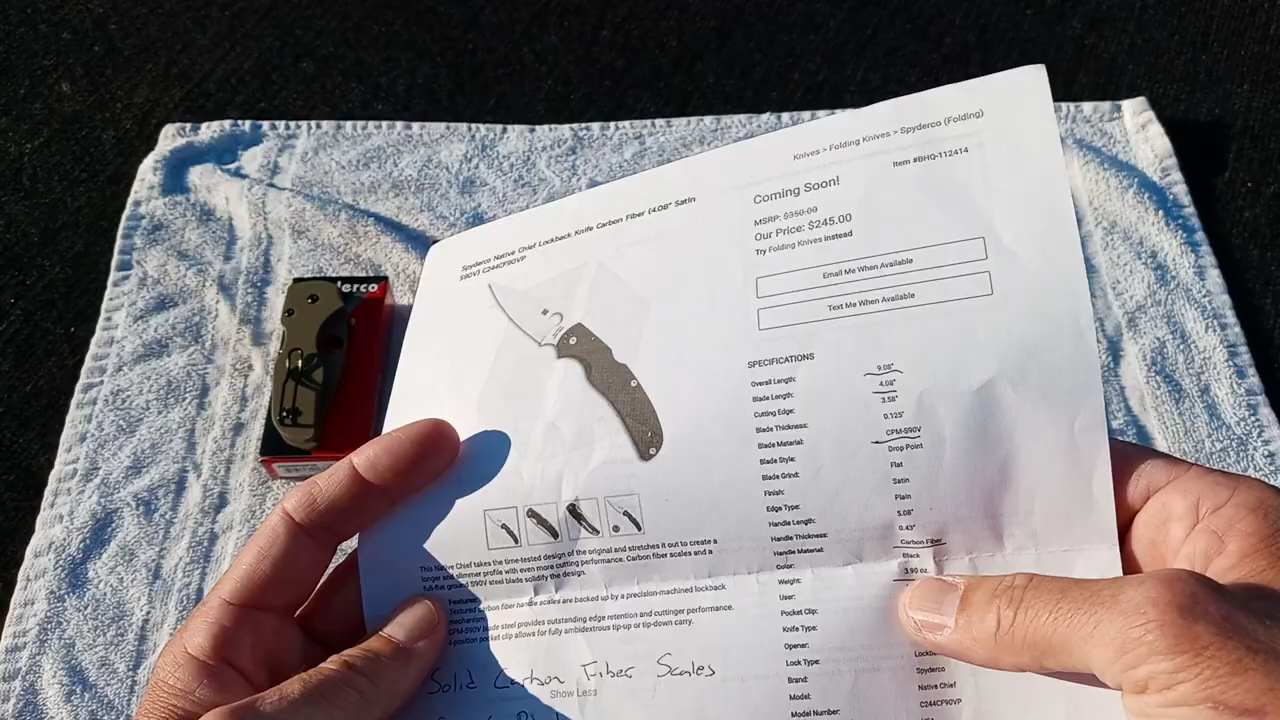 Knives > Folding Knives > Spyderco (Folding)
Item #BHQ-112414
Spyderco Native Chief Lockback Knife Carbon Fiber (4.08" Satin
S90V) C244CF90VP
Coming Soon!
MSRP: $350.00
Our Price: $245.00
Try Folding Knives instead
Email Me When Available
Text Me When Available
SPECIFICATIONS
Overall Length: 9.08"
Blade Length: 4.08"
Cutting Edge: 3.58"
Blade Thickness: 0.125"
Blade Material: CPM-S90V
Blade Style: Drop Point
Blade Grind: Flat
Finish: Satin
Edge Type: Plain
Handle Length: 5.08"
Handle Thickness: 0.43"
Handle Material: Carbon Fiber
Color: Black
Weight: 3.90 oz.
User:
Pocket Clip:
Knife Type:
Opener:
Lock Type: Lockba
Brand: Spyderco
Model: Native Chief
Model Number: C244CF90VP
This Native Chief takes the time-tested design of the original and stretches it out to create a
longer and slimmer profile with even more cutting performance. Carbon fiber scales and a
full-flat ground S90V steel blade solidify the design.
Features:
Textured carbon fiber handle scales are backed up by a precision-machined lockback
mechanism.
CPM-S90V blade steel provides outstanding edge retention and cuttinger performance.
4-position pocket clip allows for fully ambidextrous tip-up or tip-down carry.
Solid Carbon Fiber Scales
Show Less
derco